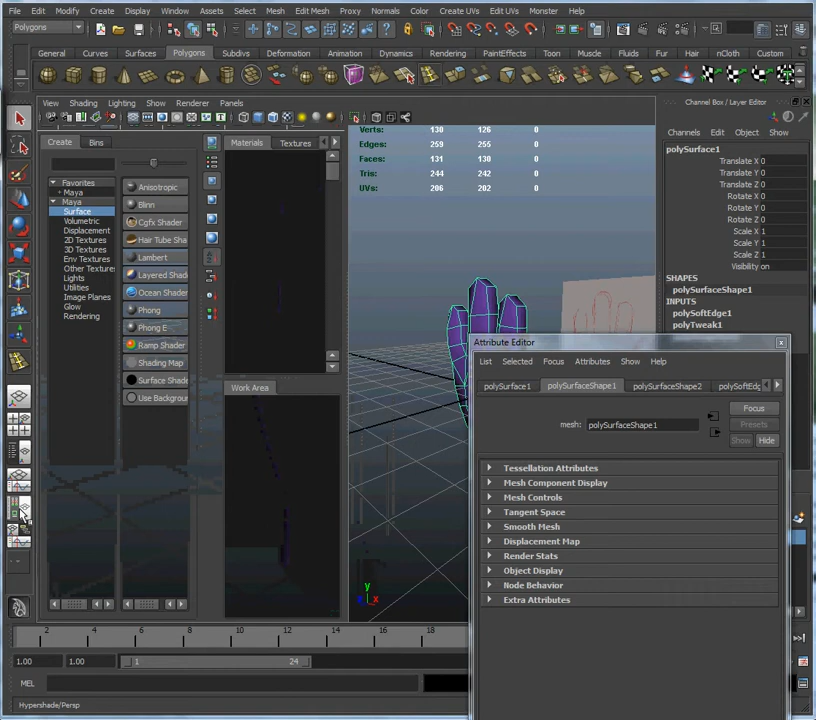 File Edit Modify Create Display Window Assets Select Mesh Edit Mesh Proxy Normals Color Create UVs Edit UVs Monster Help
Polygons
General Curves Surfaces Polygons Subdivs Deformation Animation Dynamics Rendering PaintEffects Toon Muscle Fluids Fur Hair nCloth Custom
View Shading Lighting Show Renderer Panels
Channel Box / Layer Editor
Channels Edit Object Show
Create Bins
Materials Textures
Favorites
+ Maya
Maya
Surface
Volumetric
Displacement
2D Textures
3D Textures
Env Textures
Other Textures
Lights
Utilities
Image Planes
Glow
Rendering
Anisotropic
Blinn
Cgfx Shader
Hair Tube Sha
Lambert
Layered Shad
Ocean Shader
Phong
Phong E
Ramp Shader
Shading Map
Surface Shade
Use Backgrou
Work Area
Verts: 130 126 0
Edges: 259 255 0
Faces: 131 130 0
Tris: 244 242 0
UVs: 206 202 0
y
z x
polySurface1
Translate X 0
Translate Y 0
Translate Z 0
Rotate X 0
Rotate Y 0
Rotate Z 0
Scale X 1
Scale Y 1
Scale Z 1
Visibility on
SHAPES
polySurfaceShape1
INPUTS
polySoftEdge1
polyTweak1
Attribute Editor
List Selected Focus Attributes Show Help
polySurface1 polySurfaceShape1 polySurfaceShape2 polySoftEdg
mesh: polySurfaceShape1
Focus
Presets
Show Hide
Tessellation Attributes
Mesh Component Display
Mesh Controls
Tangent Space
Smooth Mesh
Displacement Map
Render Stats
Object Display
Node Behavior
Extra Attributes
2 4 6 8 10 12 14 16 18
1.00 1.00 1 24
MEL
Hypershade/Persp